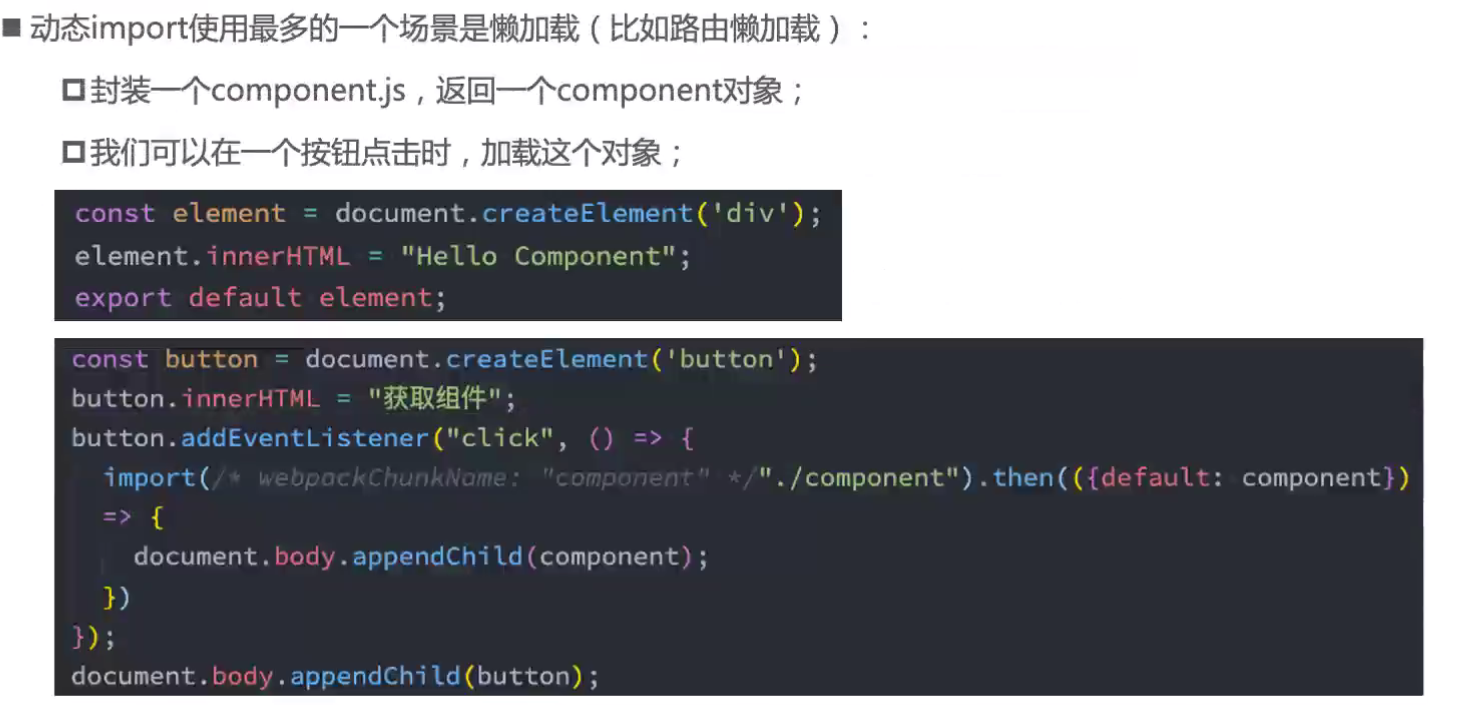 ■ 动态import使用最多的一个场景是懒加载（比如路由懒加载）：
封装一个component.js，返回一个component对象；
我们可以在一个按钮点击时，加载这个对象；
const element = document.createElement('div');
element.innerHTML = "Hello Component";
export default element;
const button = document.createElement('button');
button.innerHTML = "获取组件";
button.addEventListener("click", () => {
import(/* webpackChunkName: "component" */"./component").then(({default: component})
=> {
document.body.appendChild(component);
})
});
document.body.appendChild(button);